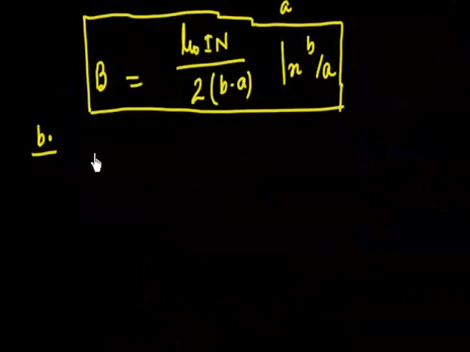 a
B = μ₀IN / 2(b-a) ln b/a
b.